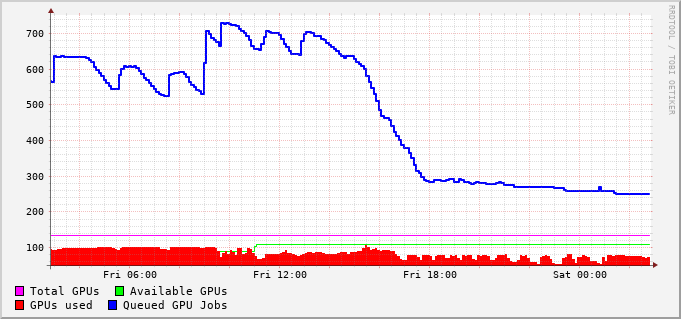 RRDTOOL / TOBI OETIKER
700
600
500
400
300
200
100
Fri 06:00 Fri 12:00 Fri 18:00 Sat 00:00
Total GPUs Available GPUs
GPUs used Queued GPU Jobs